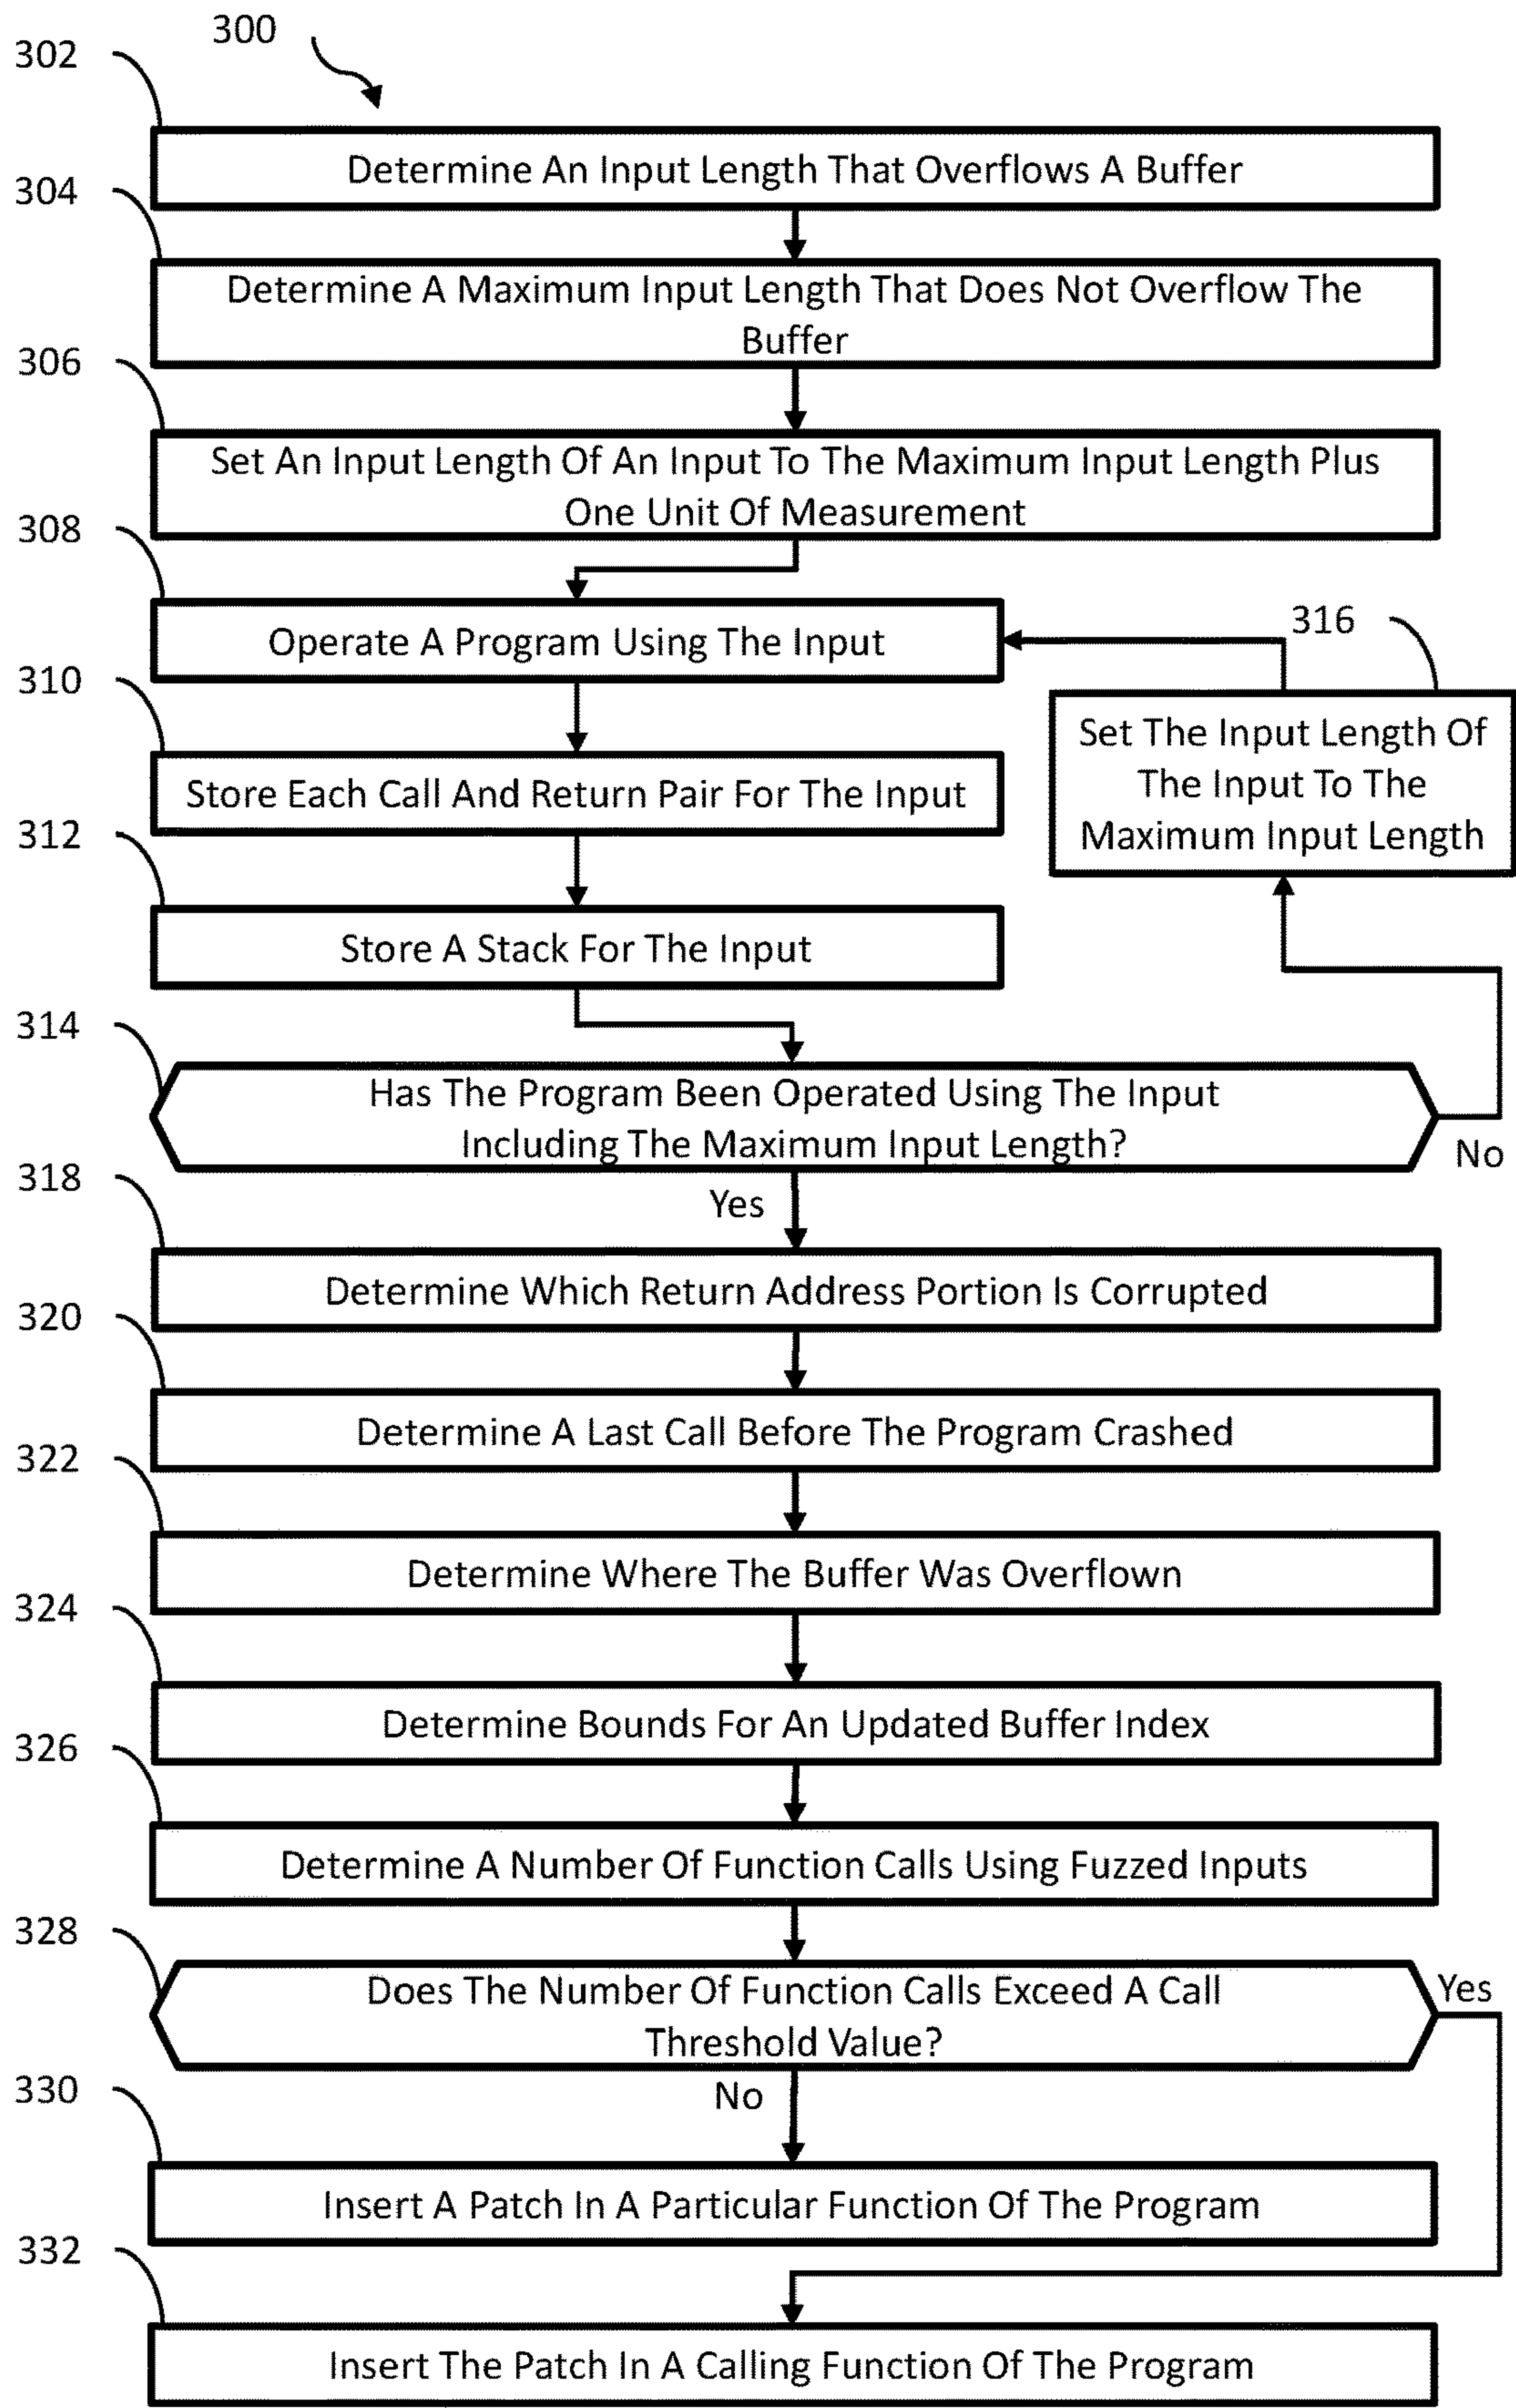 300
302
Determine An Input Length That Overflows A Buffer
304
Determine A Maximum Input Length That Does Not Overflow The
Buffer
306
Set An Input Length Of An Input To The Maximum Input Length Plus
One Unit Of Measurement
308
Operate A Program Using The Input
316
Set The Input Length Of
The Input To The
Maximum Input Length
310
Store Each Call And Return Pair For The Input
312
Store A Stack For The Input
314
Has The Program Been Operated Using The Input
Including The Maximum Input Length?
No
Yes
318
Determine Which Return Address Portion Is Corrupted
320
Determine A Last Call Before The Program Crashed
322
Determine Where The Buffer Was Overflown
324
Determine Bounds For An Updated Buffer Index
326
Determine A Number Of Function Calls Using Fuzzed Inputs
328
Does The Number Of Function Calls Exceed A Call
Threshold Value?
Yes
No
330
Insert A Patch In A Particular Function Of The Program
332
Insert The Patch In A Calling Function Of The Program